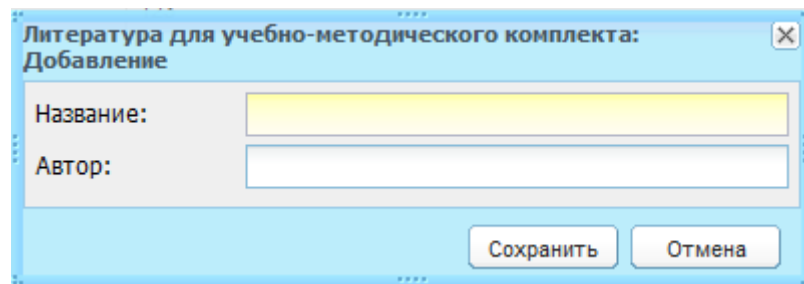 Литература для учебно-методического комплекта:
Добавление
Название:
Автор:
Сохранить Отмена